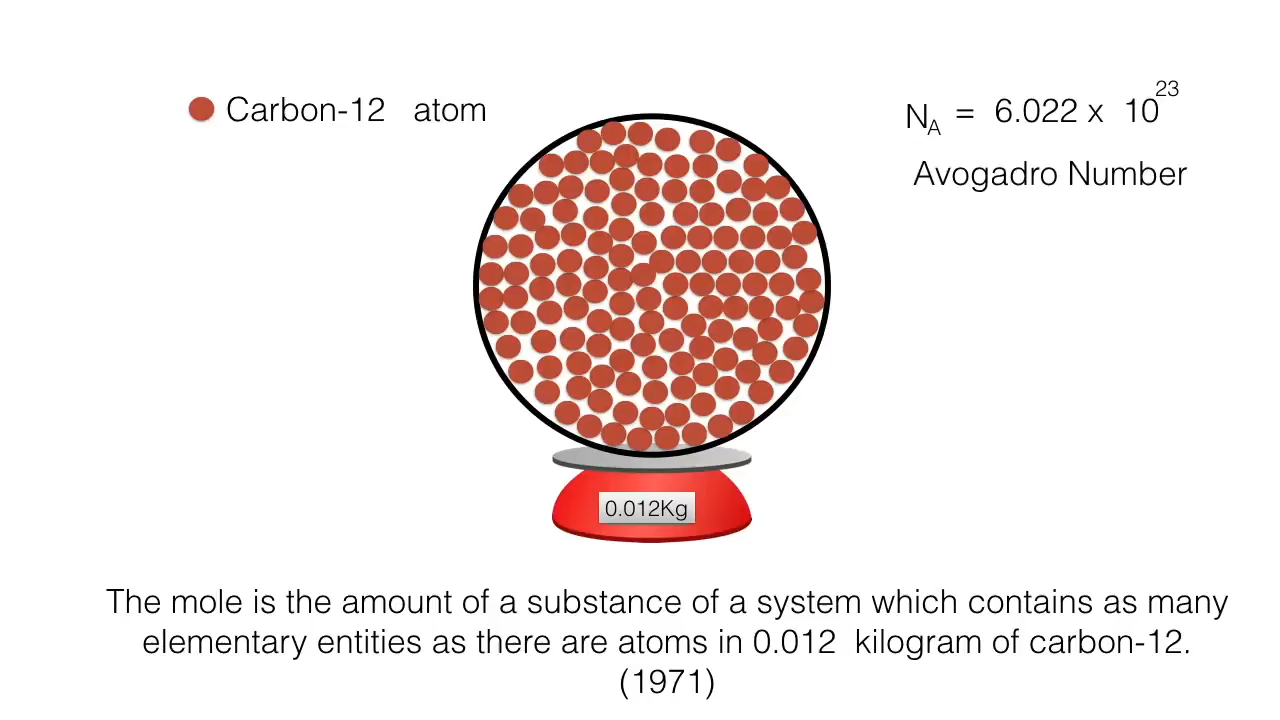 Carbon-12 atom
N_A = 6.022 x 10^23
Avogadro Number
0.012Kg
The mole is the amount of a substance of a system which contains as many
elementary entities as there are atoms in 0.012 kilogram of carbon-12.
(1971)